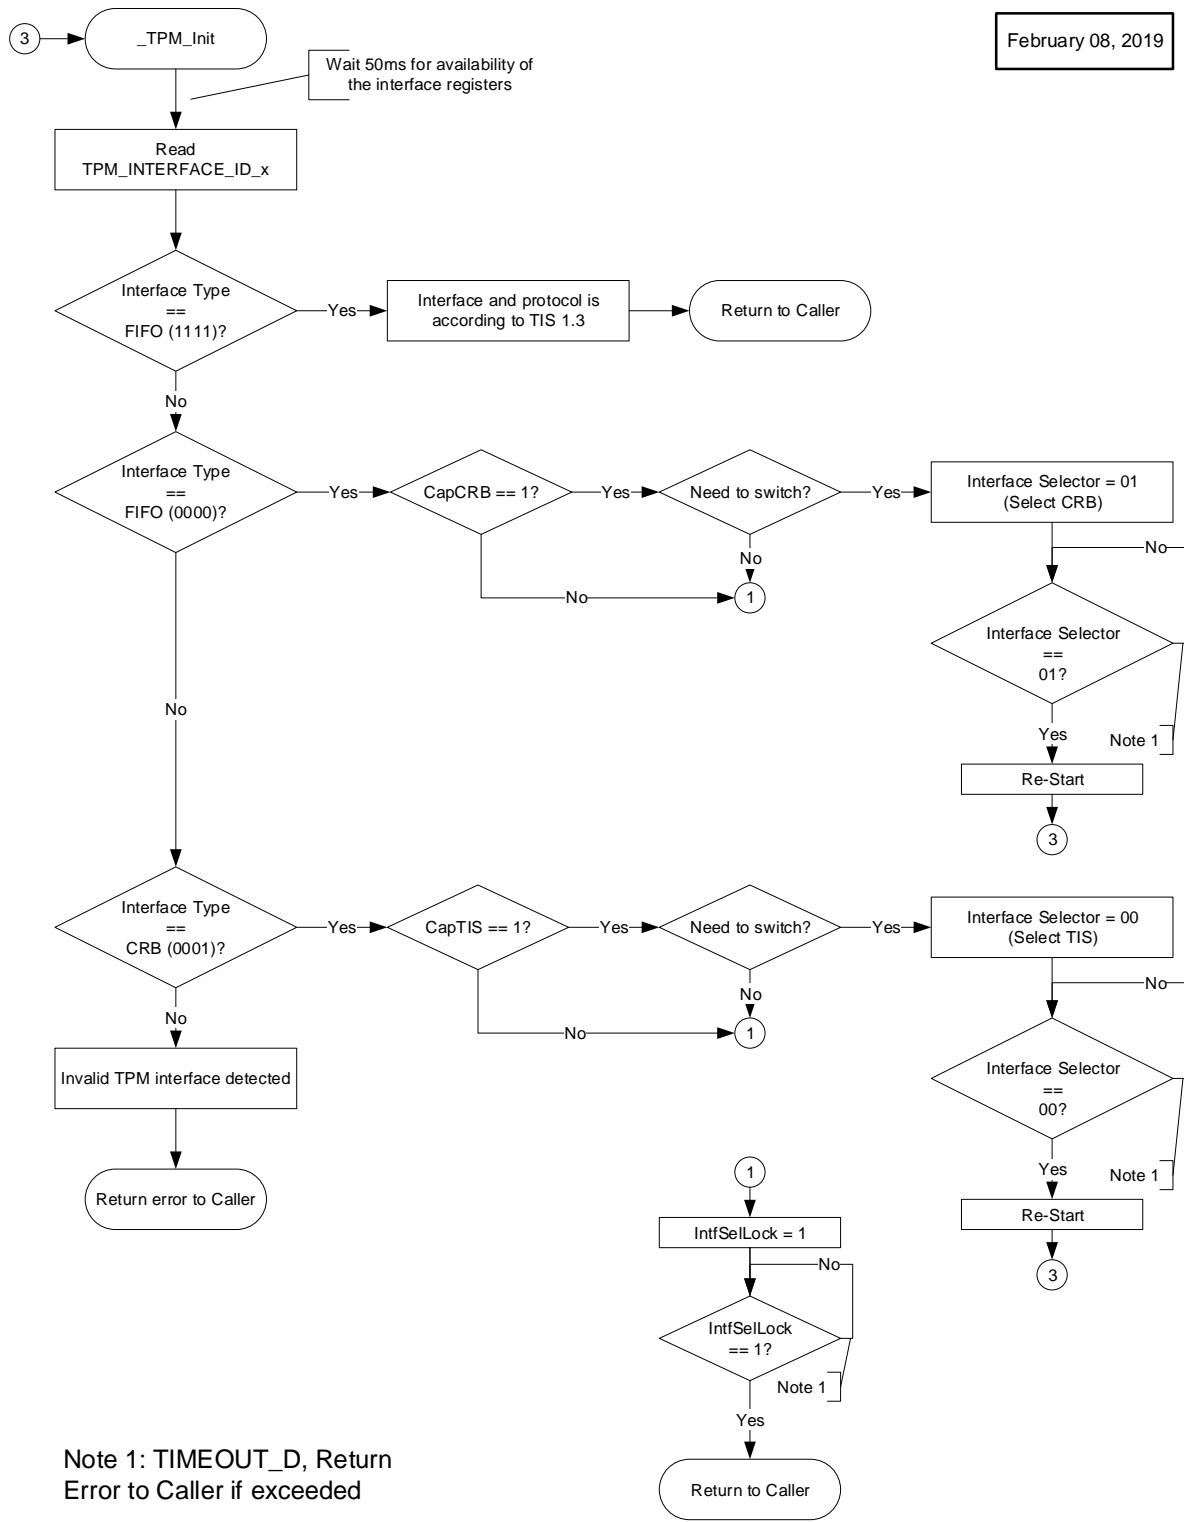 3
_TPM_Init
February 08, 2019
Wait 50ms for availability of
the interface registers
Read
TPM_INTERFACE_ID_x
Interface Type
==
FIFO (1111)?
Yes
Interface and protocol is
according to TIS 1.3
Return to Caller
No
Interface Type
==
FIFO (0000)?
Yes
CapCRB == 1?
Yes
Need to switch?
Yes
Interface Selector = 01
(Select CRB)
No
No
No
1
Interface Selector
==
01?
No
Yes
Note 1
Re-Start
3
Interface Type
==
CRB (0001)?
Yes
CapTIS == 1?
Yes
Need to switch?
Yes
Interface Selector = 00
(Select TIS)
No
No
No
1
No
Invalid TPM interface detected
Interface Selector
==
00?
Yes
Note 1
Return error to Caller
1
Re-Start
IntfSelLock = 1
No
3
IntfSelLock
== 1?
Note 1
Yes
Note 1: TIMEOUT_D, Return
Error to Caller if exceeded
Return to Caller